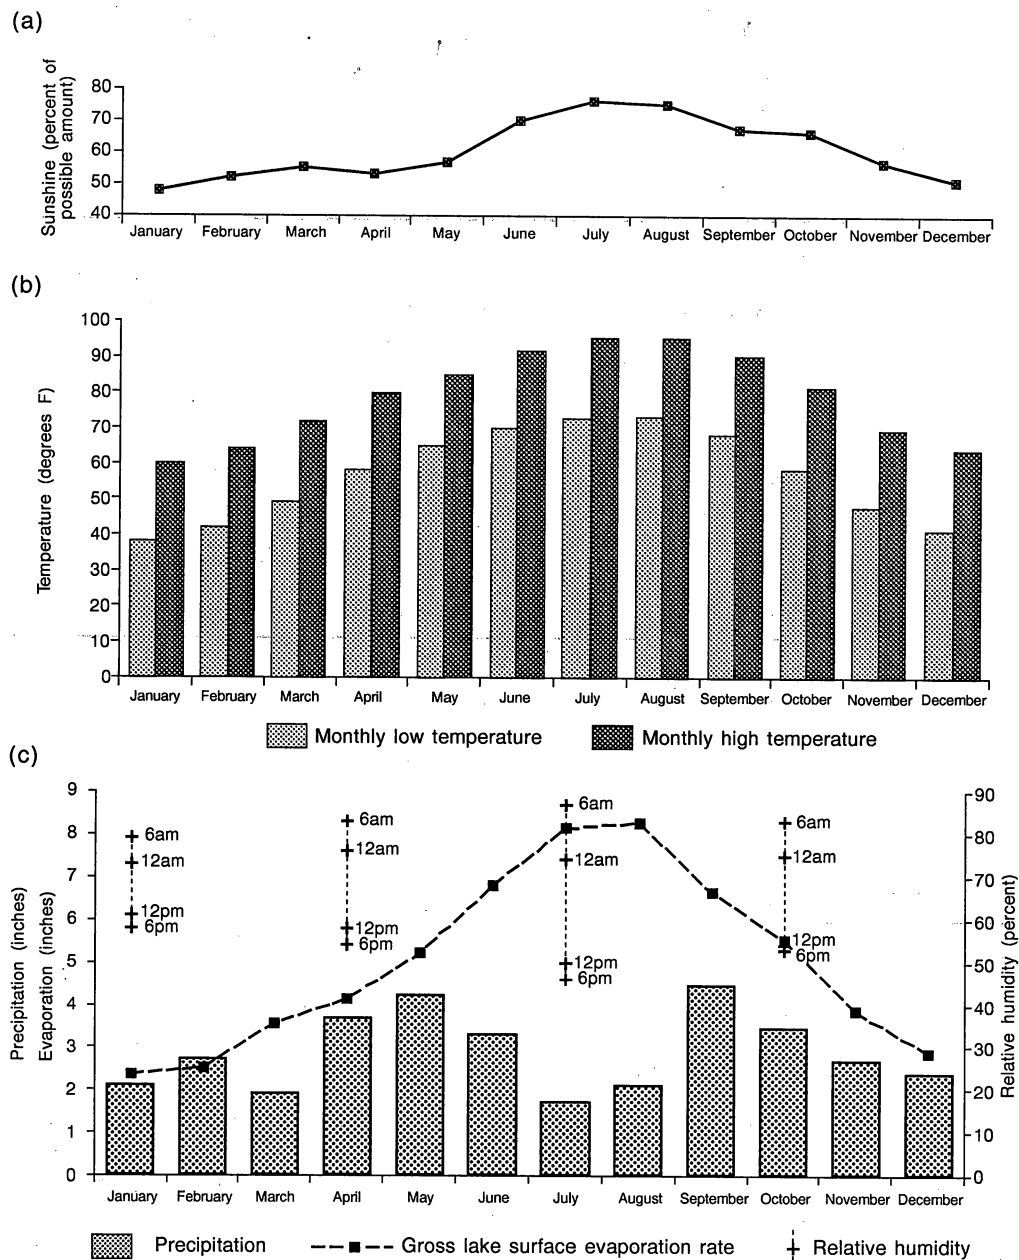 (a)
Sunshine (percent of
possible amount)
80
70
60
50
40
January February March April May June July August September October November December
(b)
Temperature (degrees F)
100
90
80
70
60
50
40
30
20
10
0
January February March April May June July August September October November December
Monthly low temperature Monthly high temperature
(c)
Precipitation (inches)
Evaporation (inches)
9
8
7
6
5
4
3
2
1
0
6am
12am
12pm
6pm
6am
12am
12pm
6pm
6am
12am
12pm
6pm
6am
12am
12pm
6pm
90
80
70
60
50
40
30
20
10
0
Relative humidity (percent)
January February March April May June July August September October November December
Precipitation Gross lake surface evaporation rate Relative humidity